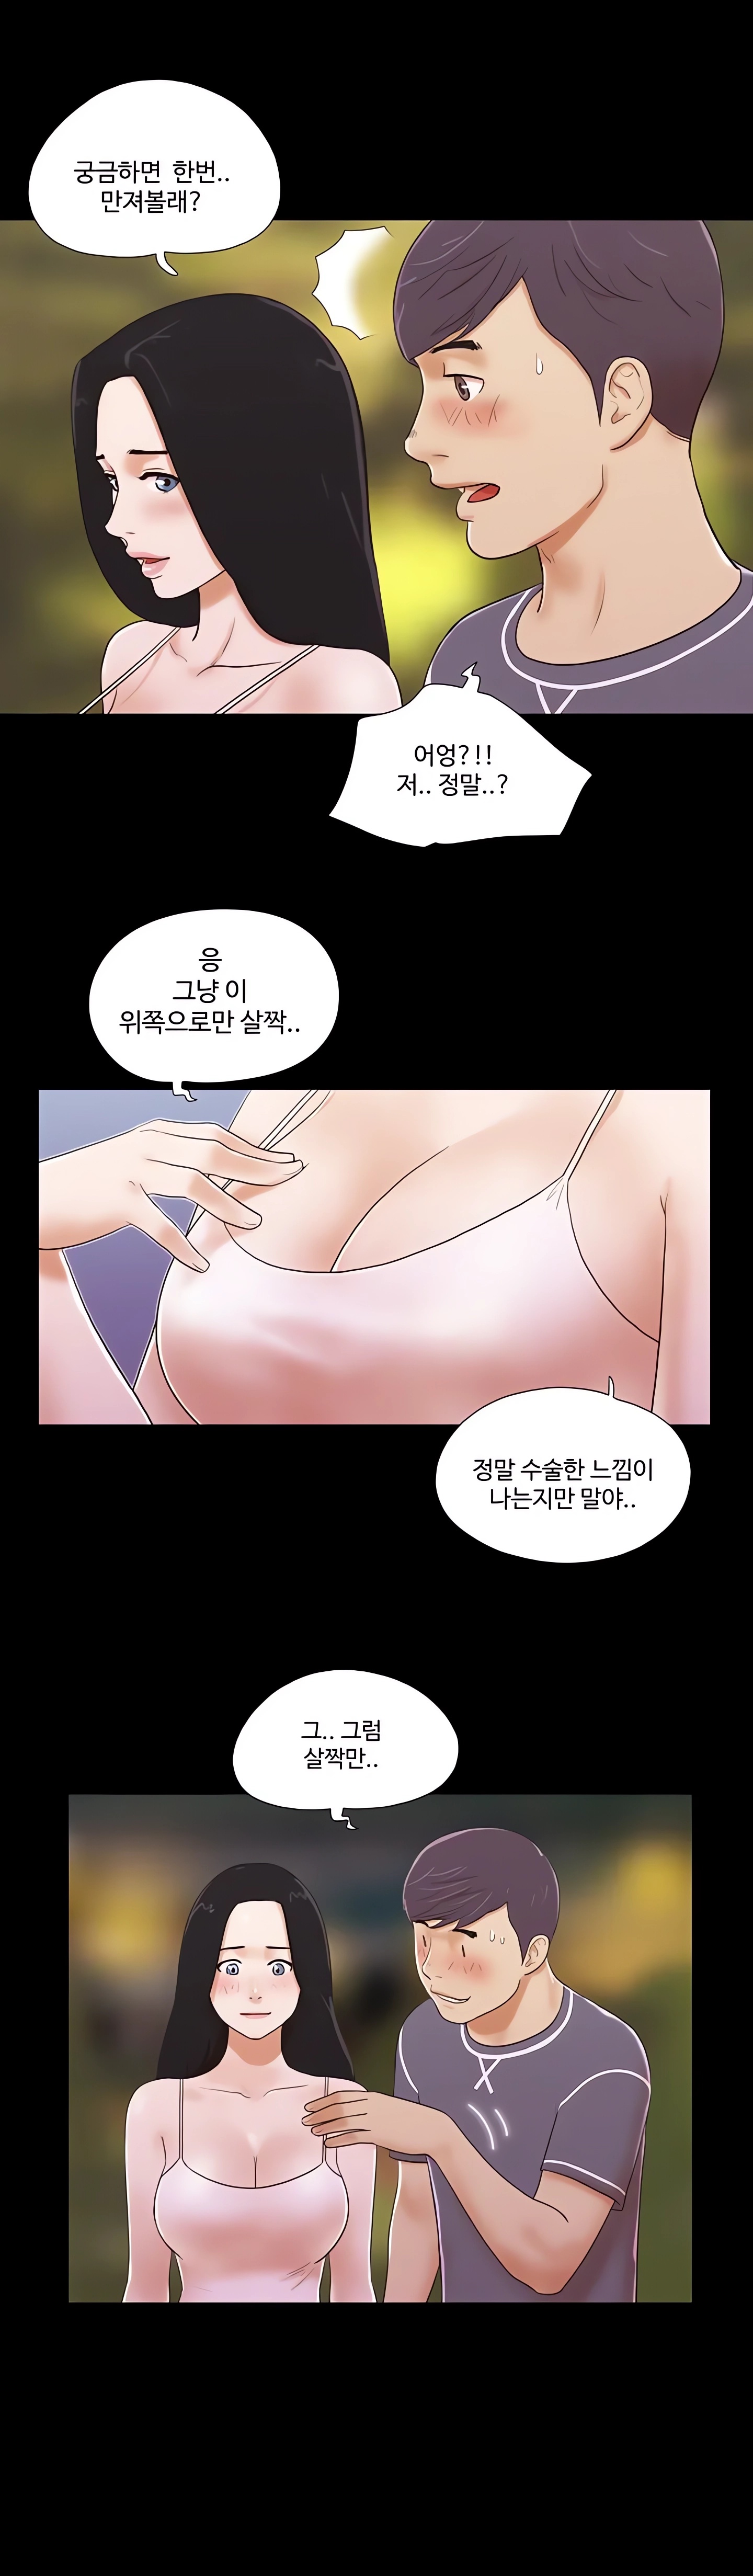 궁금하면 한번..
만져볼래?
어엉?!!
저.. 정말..?
응
그냥 이
위쪽으로만 살짝..
정말 수술한 느낌이
나는지만 말야..
그.. 그럼
살짝만..